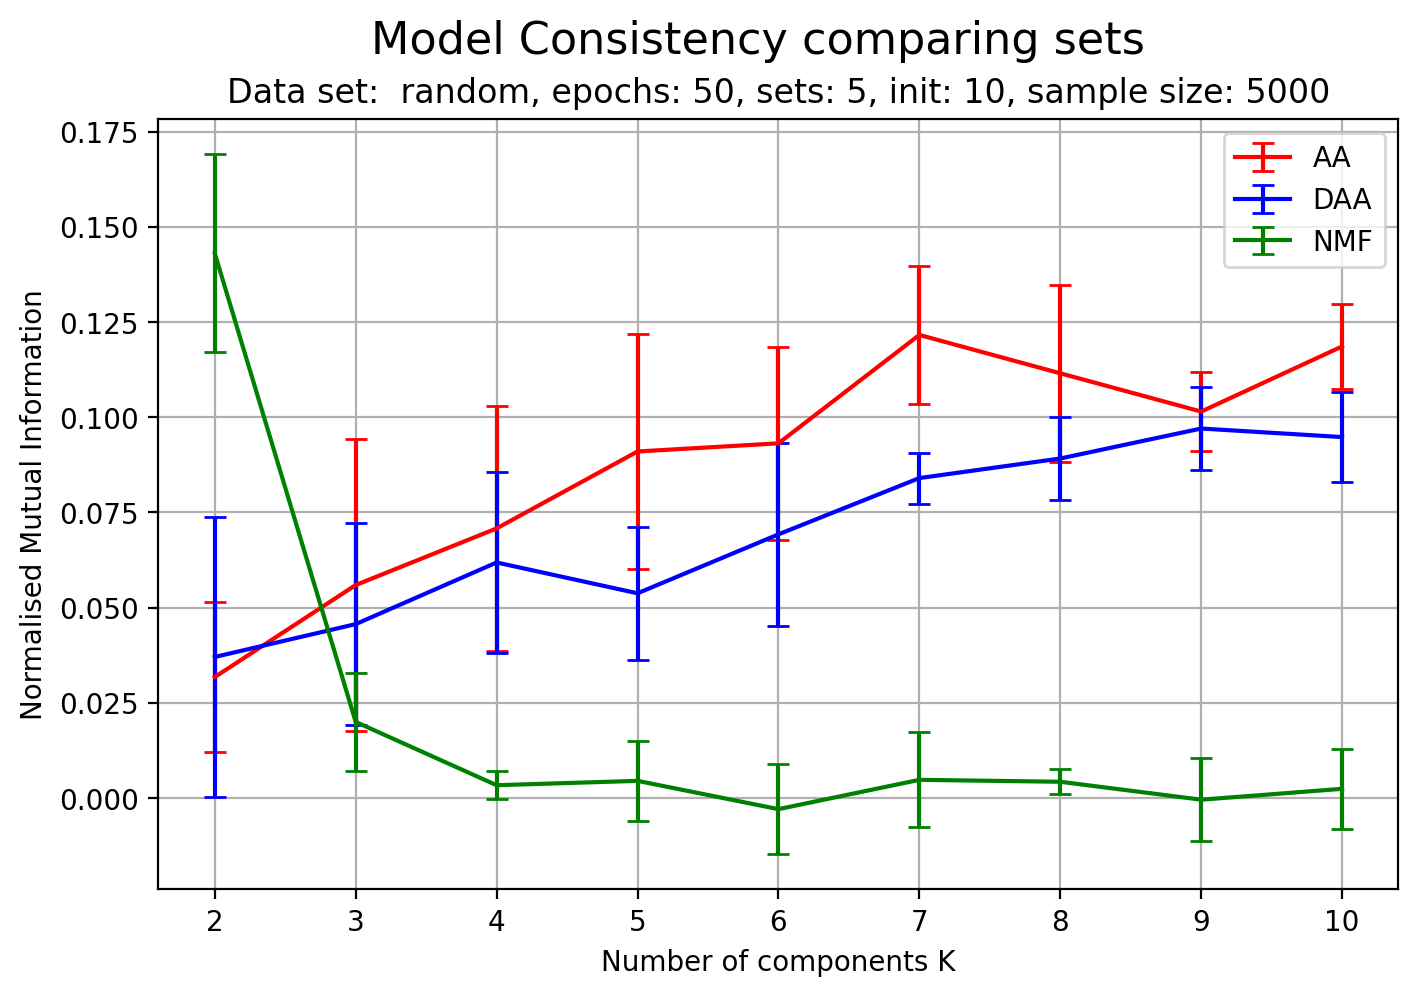 Model Consistency comparing sets
Data set:  random, epochs: 50, sets: 5, init: 10, sample size: 5000
0.175
0.150
0.125
0.100
0.075
0.050
0.025
0.000
Normalised Mutual Information
AA
DAA
NMF
2 3 4 5 6 7 8 9 10
Number of components K